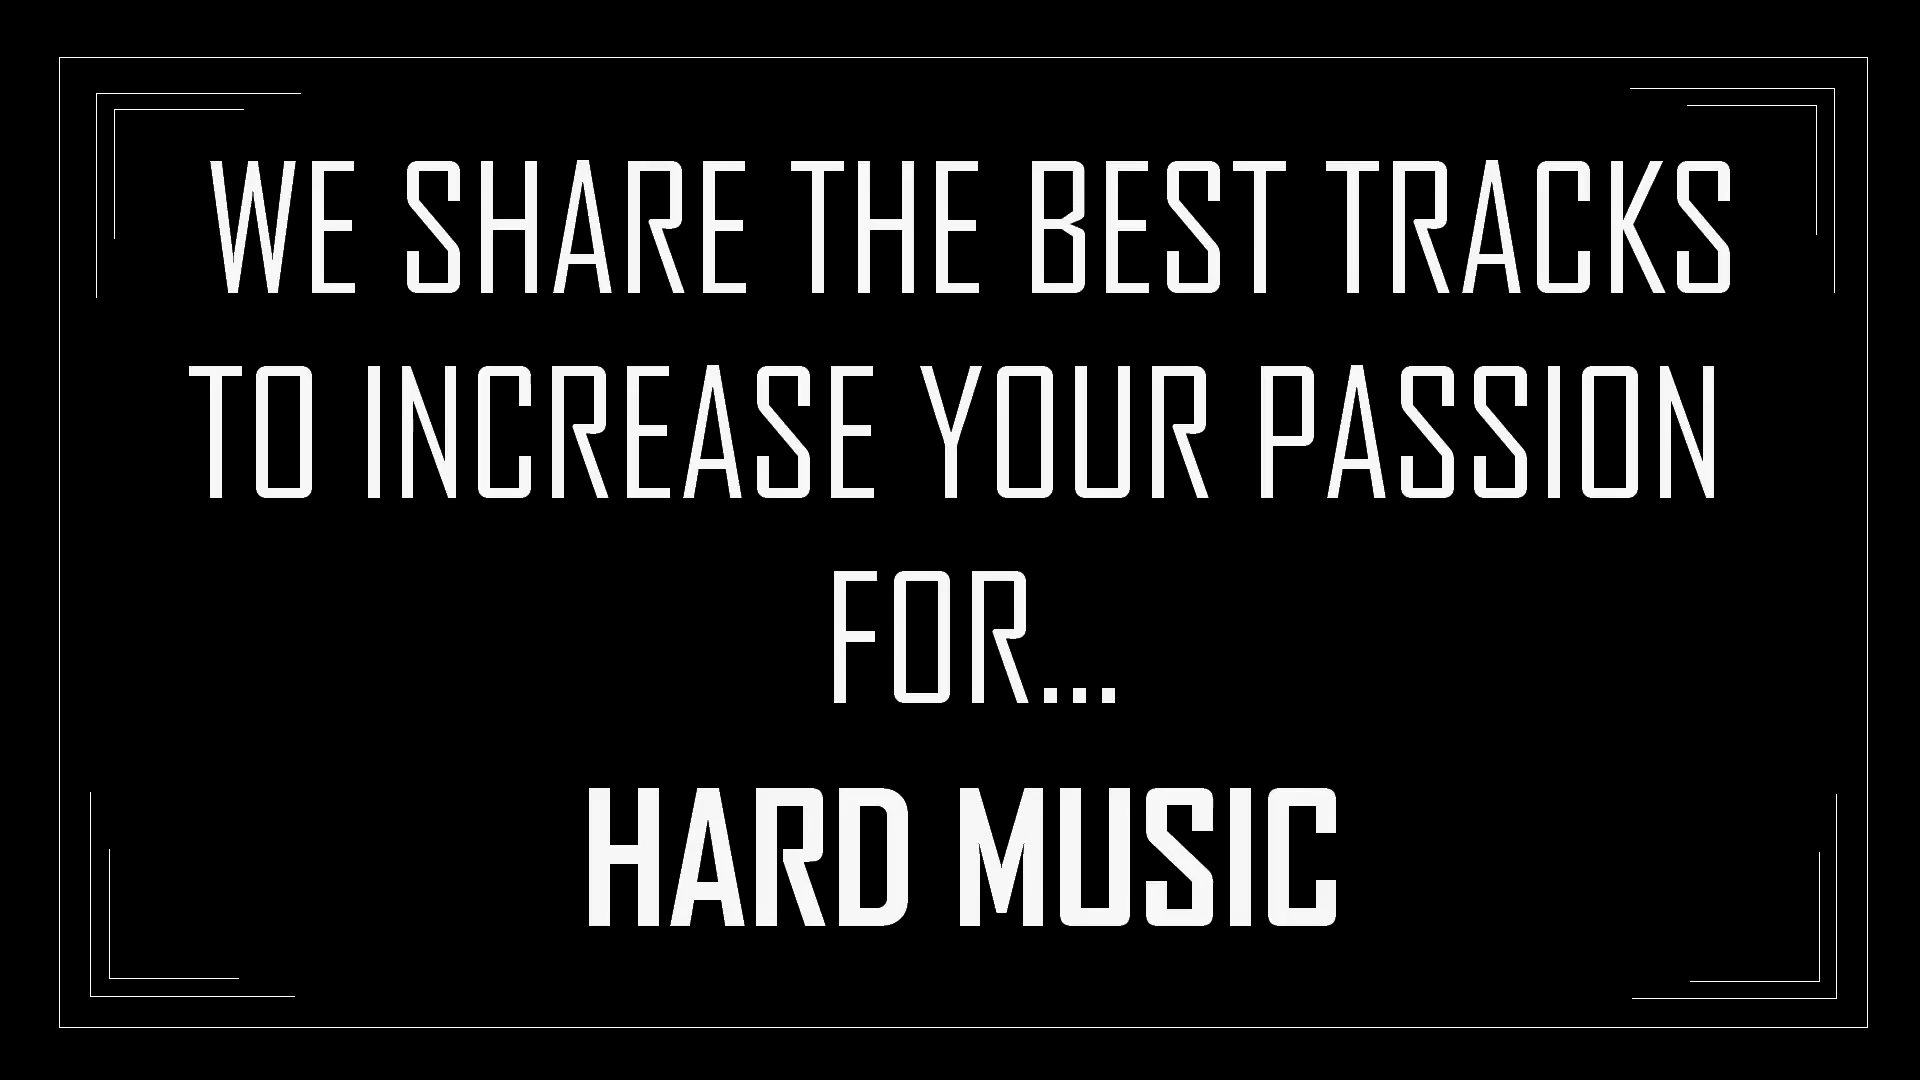 WE SHARE THE BEST TRACKS
TO INCREASE YOUR PASSION
FOR...
HARD MUSIC